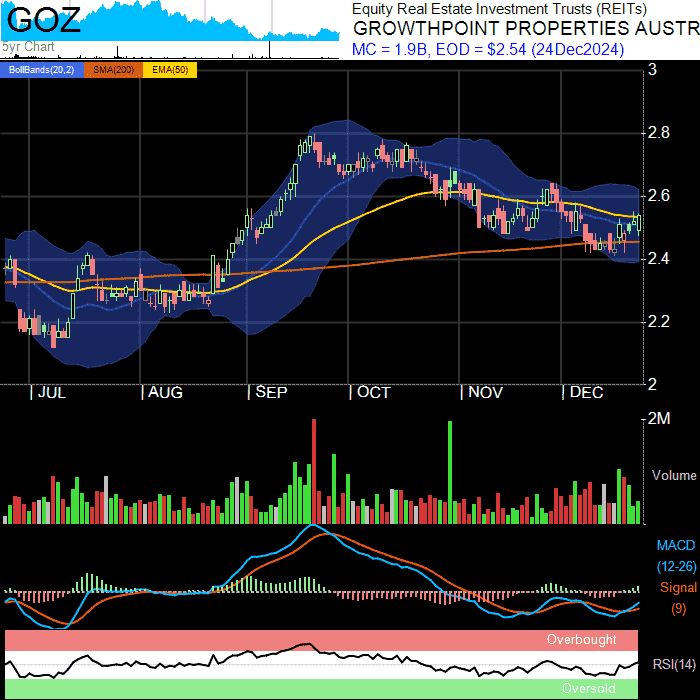 GOZ
5yr Chart
Equity Real Estate Investment Trusts (REITs)
GROWTHPOINT PROPERTIES AUSTR
MC = 1.9B, EOD = $2.54 (24Dec2024)
BollBands(20,2) SMA(200) EMA(50)
3
2.8
2.6
2.4
2.2
2
JUL AUG SEP OCT NOV DEC
2M
Volume
MACD
(12-26)
Signal
(9)
Overbought
RSI(14)
Oversold